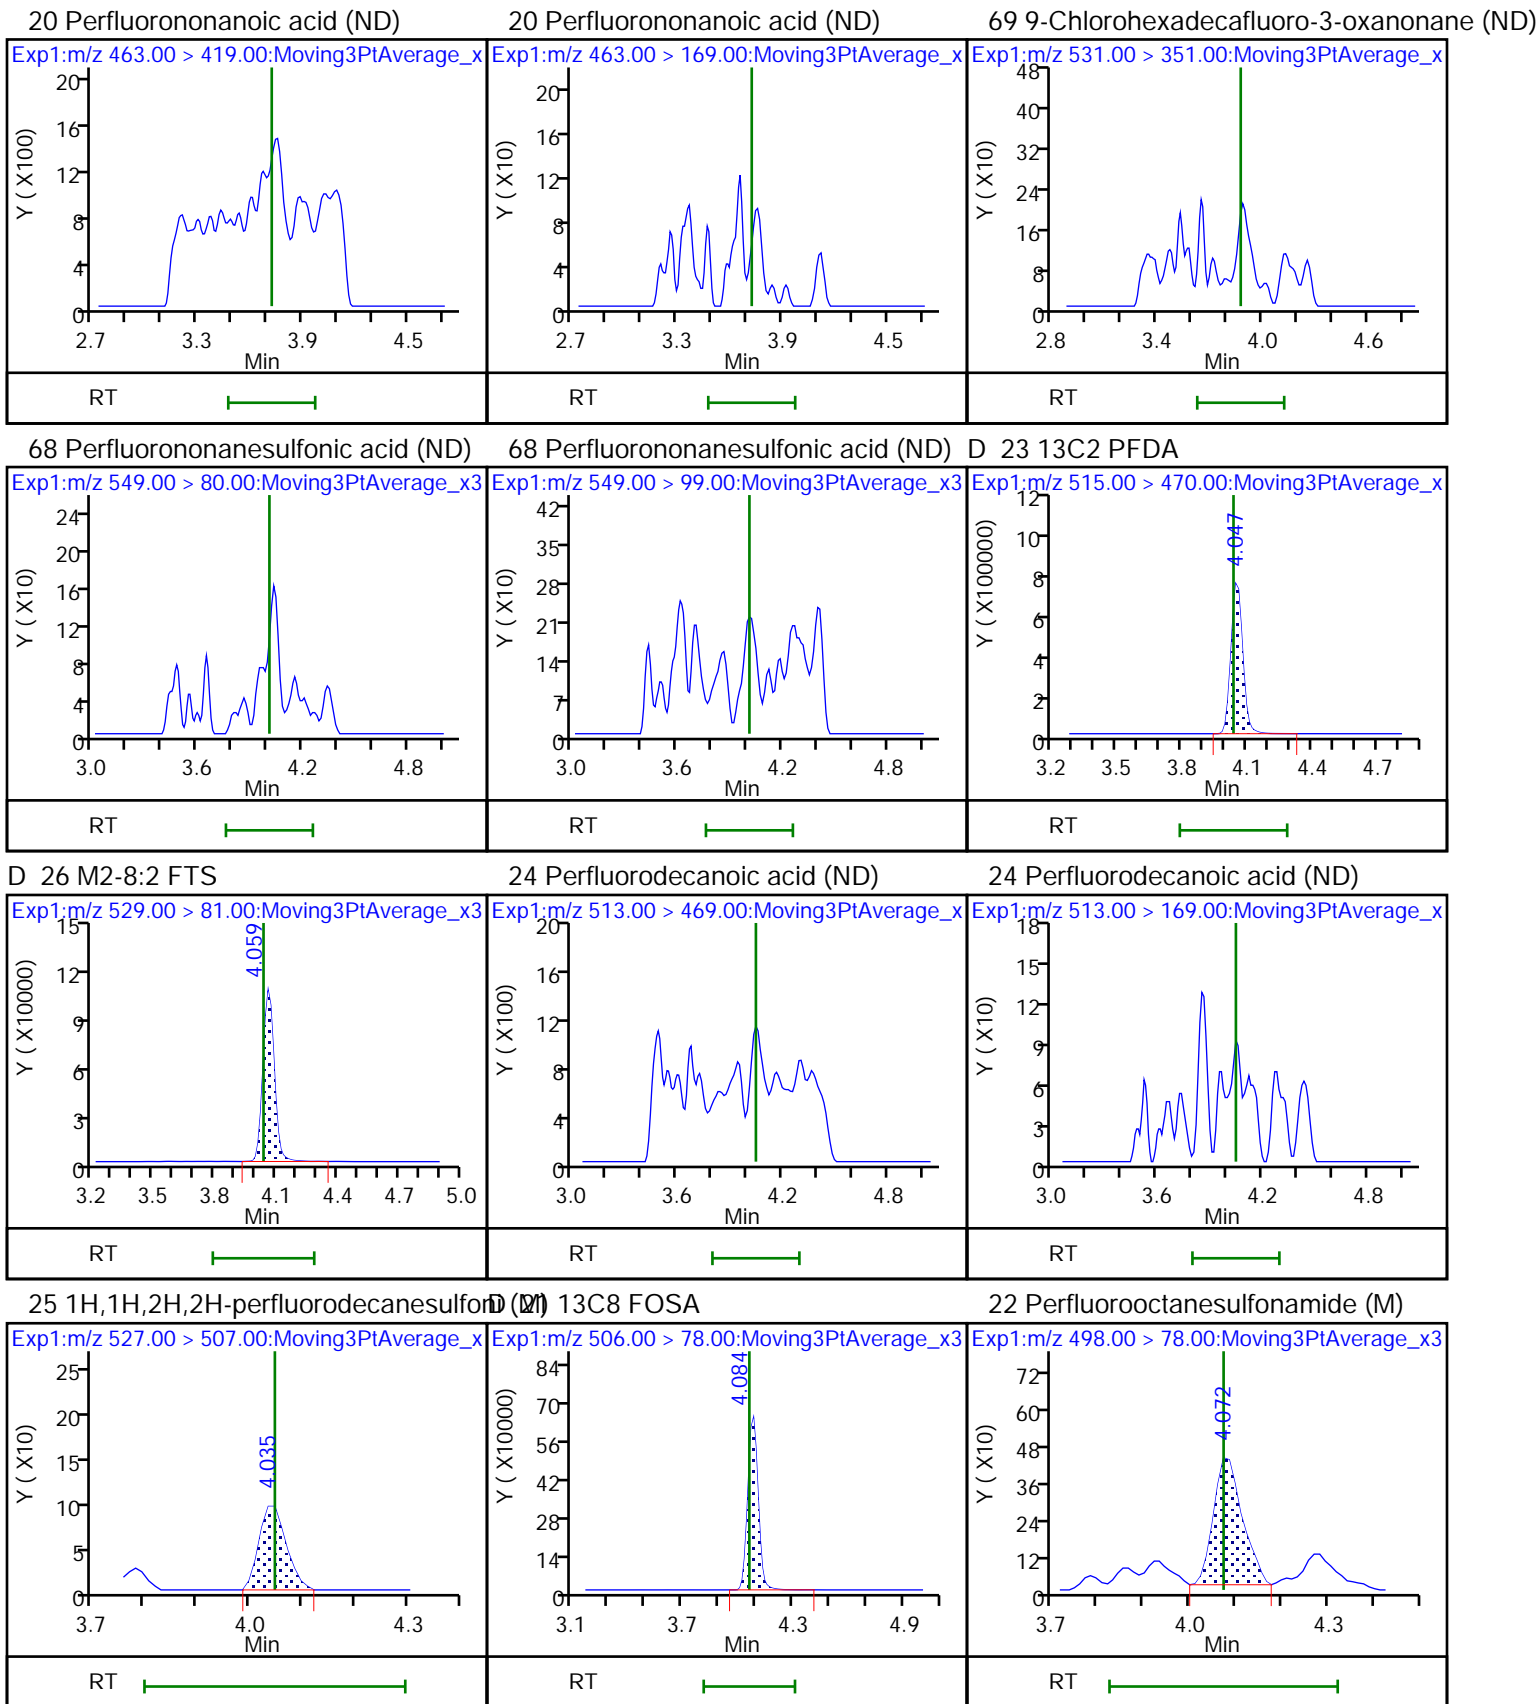 20 Perfluorononanoic acid (ND)
20 Perfluorononanoic acid (ND)
69 9-Chlorohexadecafluoro-3-oxanonane (ND)
Exp1:m/z 463.00 > 419.00:Moving3PtAverage_x
Exp1:m/z 463.00 > 169.00:Moving3PtAverage_x
Exp1:m/z 531.00 > 351.00:Moving3PtAverage_x
Y ( X100)
20
16
12
8
4
0
2.7 3.3 3.9 4.5
Min
RT
Y ( X10)
20
16
12
8
4
0
2.7 3.3 3.9 4.5
Min
RT
Y ( X10)
48
40
32
24
16
8
0
2.8 3.4 4.0 4.6
Min
RT
68 Perfluorononanesulfonic acid (ND)
68 Perfluorononanesulfonic acid (ND)
D 23 13C2 PFDA
Exp1:m/z 549.00 > 80.00:Moving3PtAverage_x3
Exp1:m/z 549.00 > 99.00:Moving3PtAverage_x3
Exp1:m/z 515.00 > 470.00:Moving3PtAverage_x
Y ( X10)
24
20
16
12
8
4
0
3.0 3.6 4.2 4.8
Min
RT
Y ( X10)
42
35
28
21
14
7
0
3.0 3.6 4.2 4.8
Min
RT
Y ( X100000)
12
10
8
6
4
2
0
4.047
3.2 3.5 3.8 4.1 4.4 4.7
Min
RT
D 26 M2-8:2 FTS
24 Perfluorodecanoic acid (ND)
24 Perfluorodecanoic acid (ND)
Exp1:m/z 529.00 > 81.00:Moving3PtAverage_x3
Exp1:m/z 513.00 > 469.00:Moving3PtAverage_x
Exp1:m/z 513.00 > 169.00:Moving3PtAverage_x
Y ( X10000)
15
12
9
6
3
0
4.059
3.2 3.5 3.8 4.1 4.4 4.7 5.0
Min
RT
Y ( X100)
20
16
12
8
4
0
3.0 3.6 4.2 4.8
Min
RT
Y ( X10)
18
15
12
9
6
3
0
3.0 3.6 4.2 4.8
Min
RT
25 1H,1H,2H,2H-perfluorodecanesulfoni (M)
D 21 13C8 FOSA
22 Perfluorooctanesulfonamide (M)
Exp1:m/z 527.00 > 507.00:Moving3PtAverage_x
Exp1:m/z 506.00 > 78.00:Moving3PtAverage_x3
Exp1:m/z 498.00 > 78.00:Moving3PtAverage_x3
Y ( X10)
25
20
15
10
5
0
4.035
3.7 4.0 4.3
Min
RT
Y ( X10000)
84
70
56
42
28
14
0
4.084
3.1 3.7 4.3 4.9
Min
RT
Y ( X10)
72
60
48
36
24
12
0
4.072
3.7 4.0 4.3
Min
RT